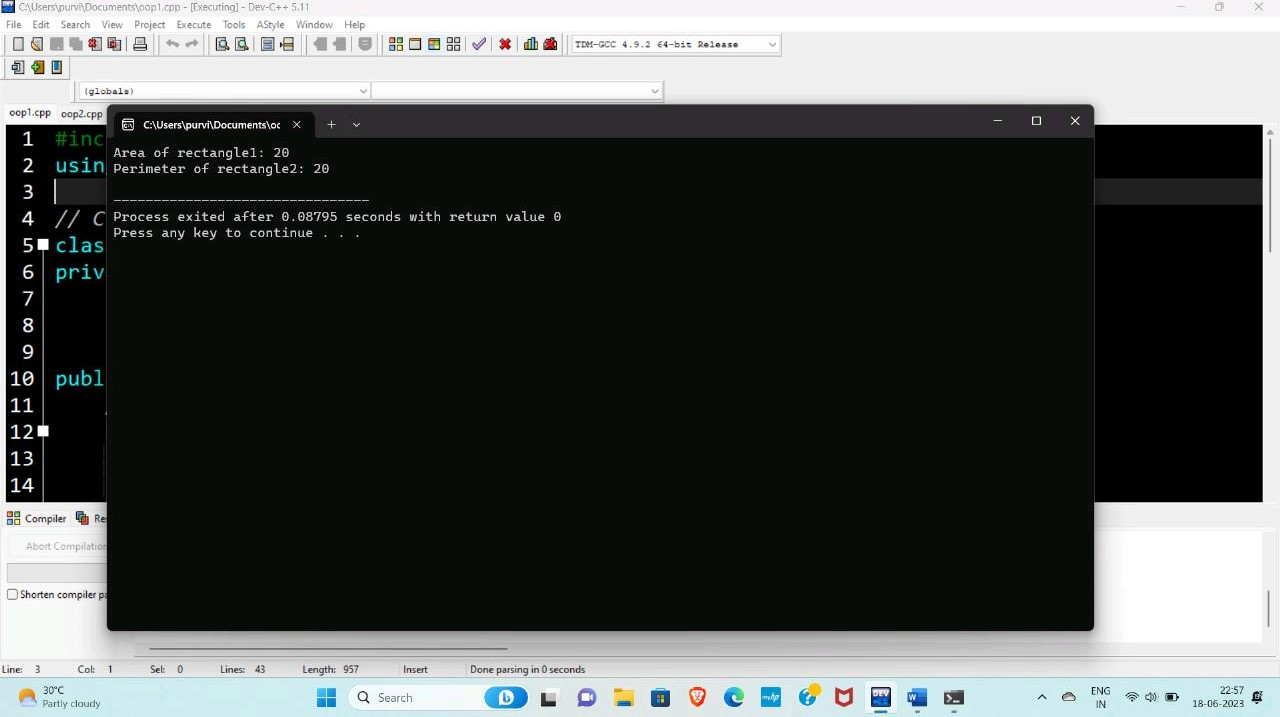 C:\Users\purvi\Documents\oop1.cpp - [Executing] - Dev-C++ 5.11
File Edit Search View Project Execute Tools AStyle Window Help
TDM-GCC 4.9.2 64-bit Release
(globals)
oop1.cpp oop2.cpp
C:\Users\purvi\Documents\oc
1 #inc
2 usin
3
4 // C
5 clas
6 priv
7
8
9
10 publ
11
12
13
14
Area of rectangle1: 20
Perimeter of rectangle2: 20
--------------------------------
Process exited after 0.08795 seconds with return value 0
Press any key to continue . . .
Compiler Res
Abort Compilation
Shorten compiler pa
Line: 3 Col: 1 Sel: 0 Lines: 43 Length: 957 Insert Done parsing in 0 seconds
30°C
Partly cloudy
Search
DEV
ENG
IN
22:57
18-06-2023